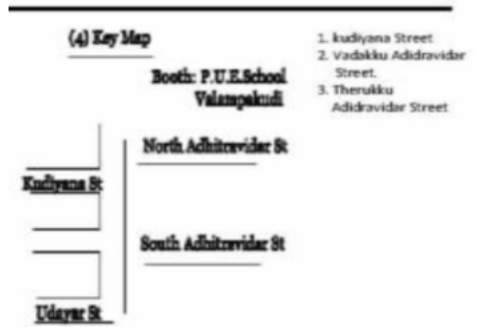 (4) Key Map
Booth: P.U.E.School
Valampakudi
North Adhitravidar St
Kudiyana St
South Adhitravidar St
Udayar St
1. kudiyana Street
2. Vadakku Adidravidar
Street.
3. Therukku
Adidravidar Street